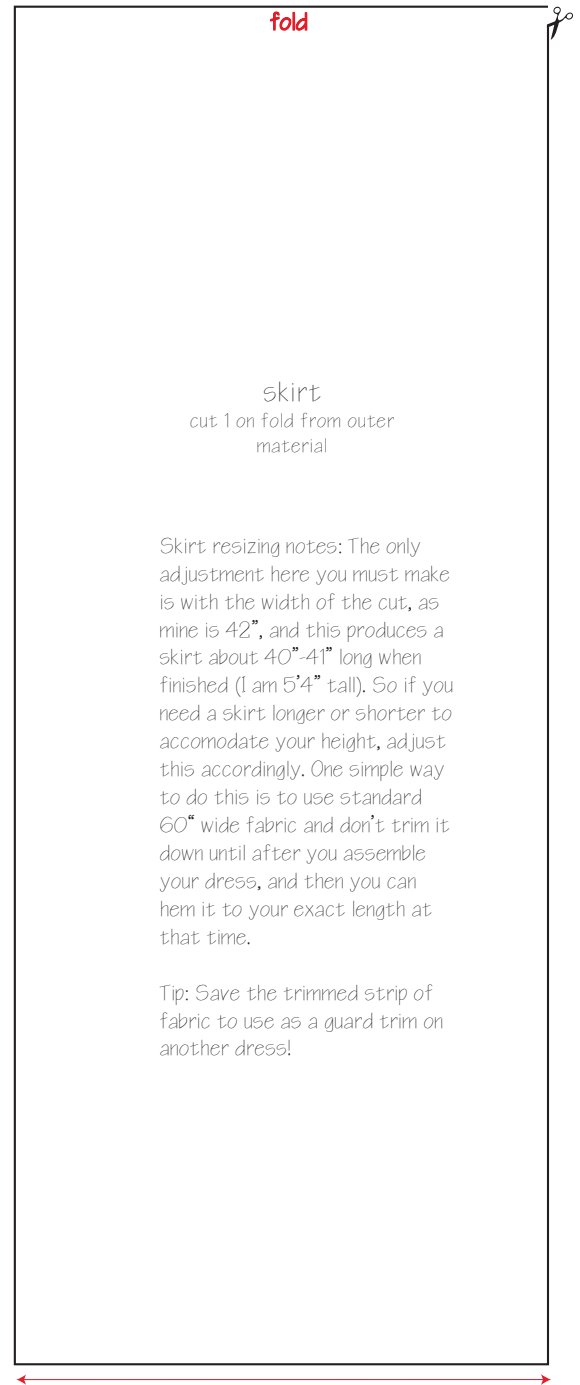 fold
skirt
cut 1 on fold from outer
material
Skirt resizing notes: The only
adjustment here you must make
is with the width of the cut, as
mine is 42”, and this produces a
skirt about 40”-41” long when
finished (I am 5’4” tall). So if you
need a skirt longer or shorter to
accomodate your height, adjust
this accordingly. One simple way
to do this is to use standard
60“ wide fabric and don’t trim it
down until after you assemble
your dress, and then you can
hem it to your exact length at
that time.
Tip: Save the trimmed strip of
fabric to use as a guard trim on
another dress!